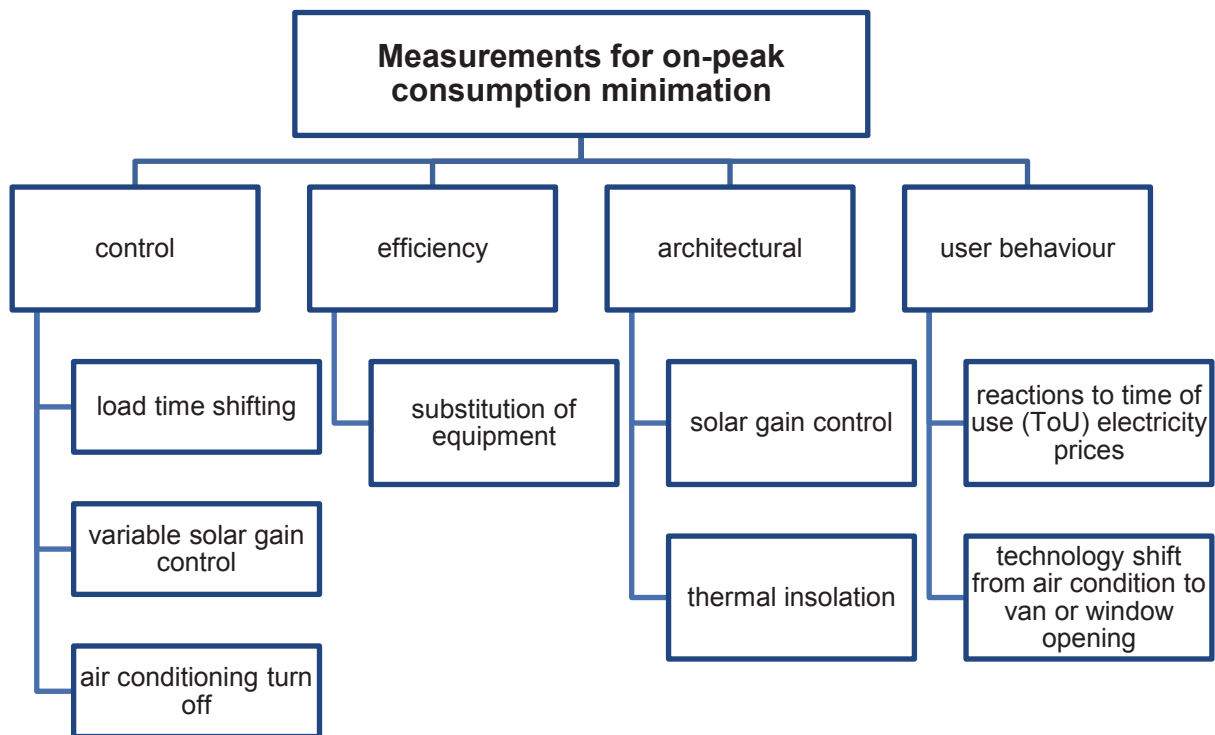 Measurements for on-peak
consumption minimation
control
efficiency
architectural
user behaviour
load time shifting
variable solar gain
control
air conditioning turn
off
substitution of
equipment
solar gain control
thermal insolation
reactions to time of
use (ToU) electricity
prices
technology shift
from air condition to
van or window
opening